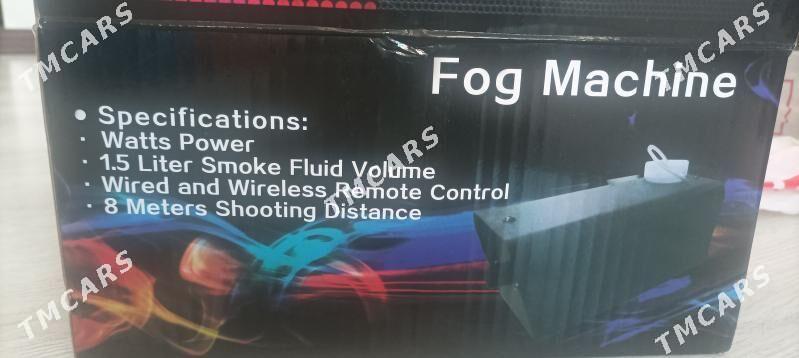 Fog Machine
• Specifications:
· Watts Power
· 1.5 Liter Smoke Fluid Volume
· Wired and Wireless Remote Control
· 8 Meters Shooting Distance
TMCARS
TMCARS
TMCARS
TMCARS
TMCARS
TMCARS